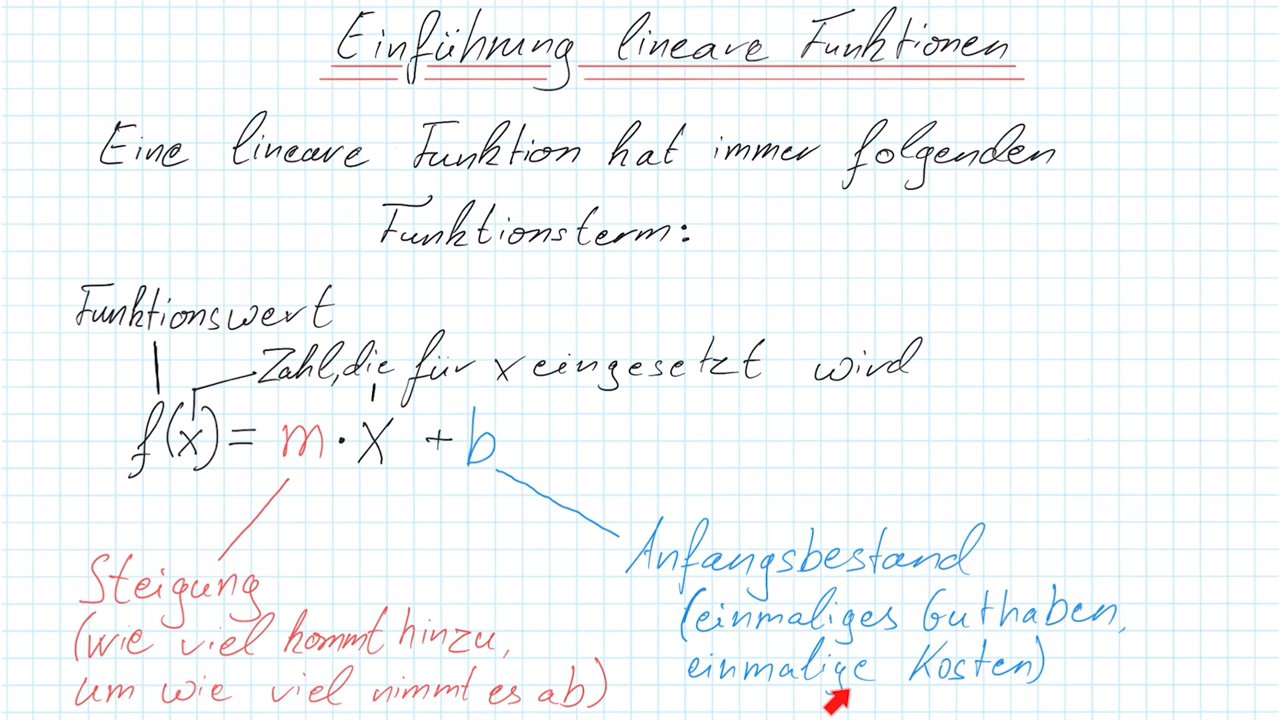 Einführung lineare Funktionen
Eine lineare Funktion hat immer folgenden
Funktionsterm:
Funktionswert
Zahl, die für x eingesetzt wird
f(x) = m · x + b
Steigung
(wie viel kommt hinzu,
um wie viel nimmt es ab)
Anfangsbestand
(einmaliges Guthaben,
einmalige Kosten)